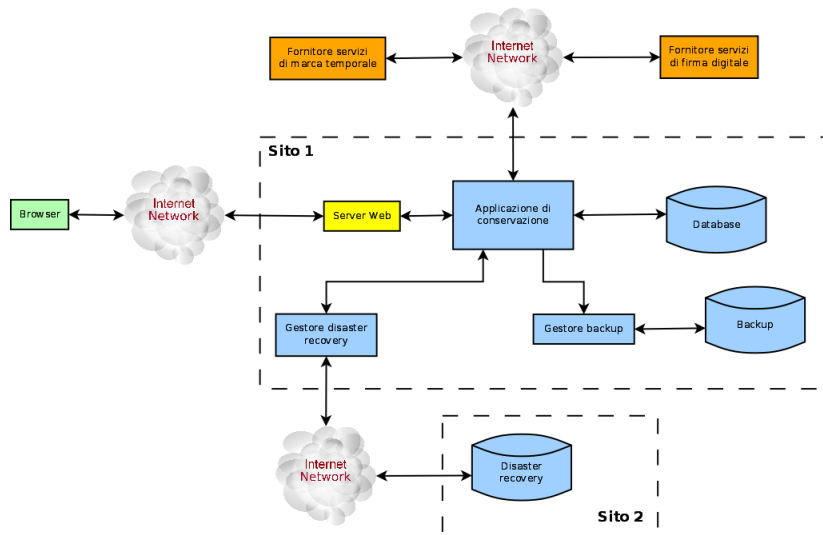 Fornitore servizi
di marca temporale
Internet
Network
Fornitore servizi
di firma digitale
Sito 1
Browser
Internet
Network
Server Web
Applicazione di
conservazione
Database
Gestore disaster
recovery
Gestore backup
Backup
Internet
Network
Disaster
recovery
Sito 2